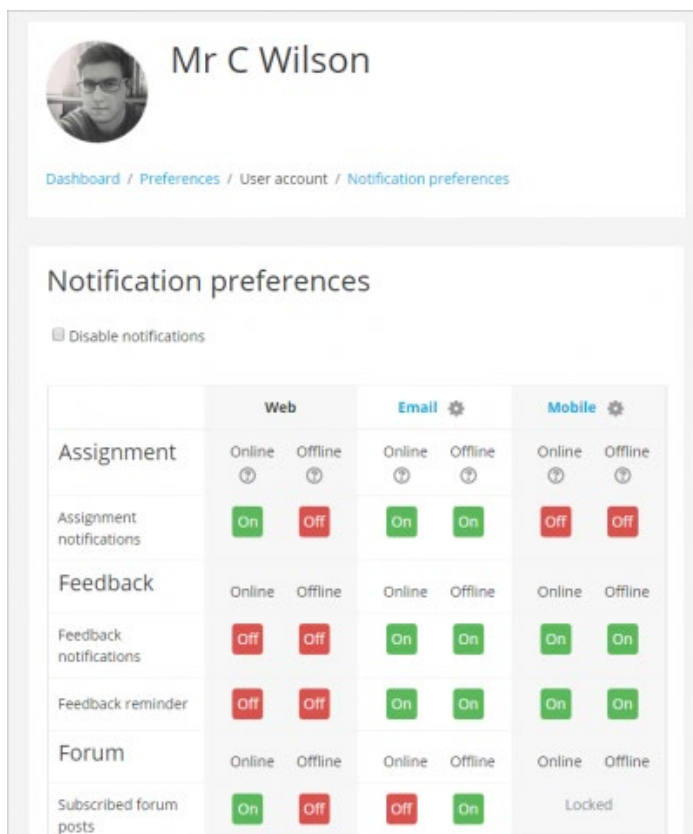 Mr C Wilson
Dashboard / Preferences / User account / Notification preferences
Notification preferences
Disable notifications
Web Email Mobile
Assignment Online Offline Online Offline Online Offline
? ? ? ? ? ?
Assignment
notifications On Off On On Off Off
Feedback Online Offline Online Offline Online Offline
Feedback
notifications Off Off On On On On
Feedback reminder Off Off On On On On
Forum Online Offline Online Offline Online Offline
Subscribed forum
posts On Off Off On Locked